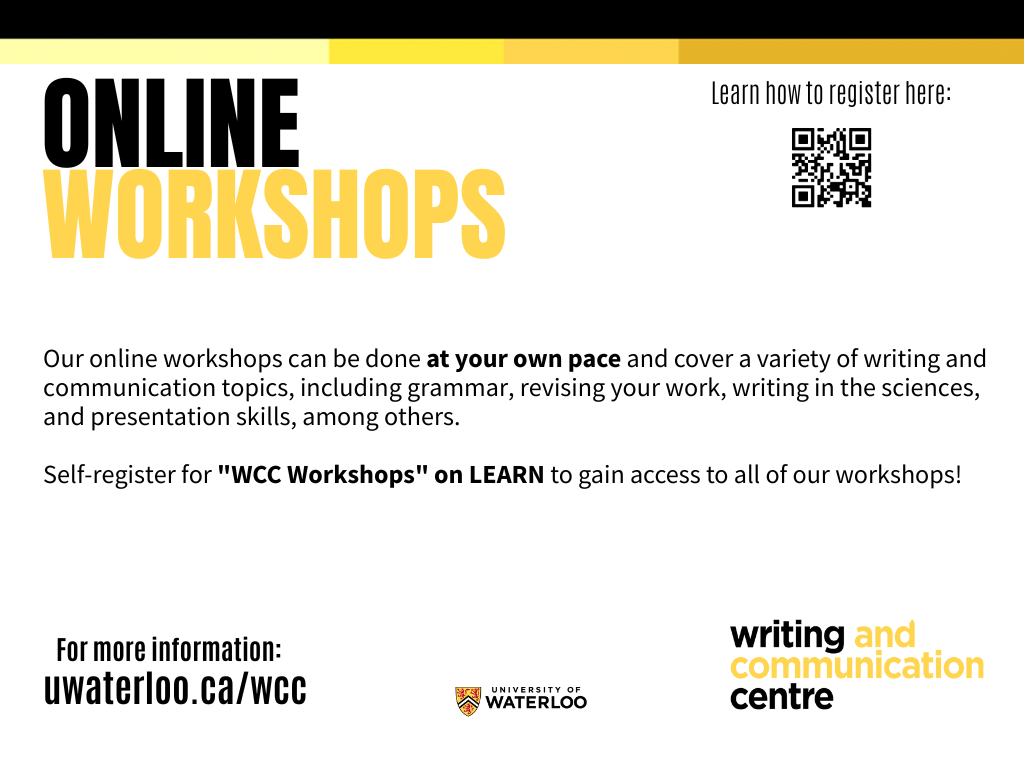 ONLINE
WORKSHOPS
Learn how to register here:
Our online workshops can be done at your own pace and cover a variety of writing and
communication topics, including grammar, revising your work, writing in the sciences,
and presentation skills, among others.
Self-register for "WCC Workshops" on LEARN to gain access to all of our workshops!
For more information:
uwaterloo.ca/wcc
UNIVERSITY OF
WATERLOO
writing and
communication
centre